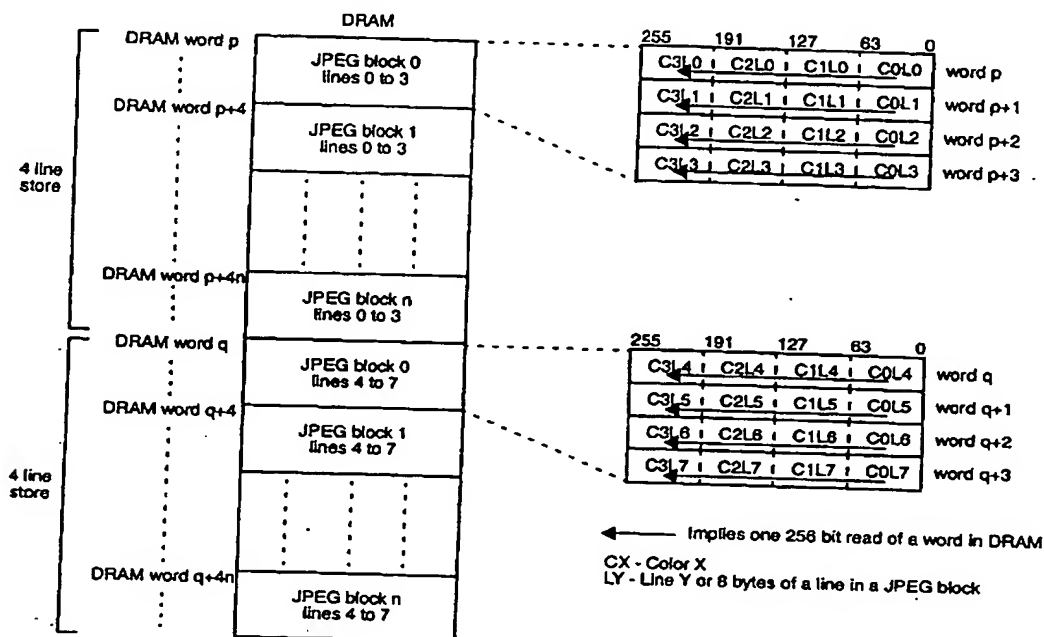 DRAM
DRAM word p
JPEG block 0
lines 0 to 3
DRAM word p+4
JPEG block 1
lines 0 to 3
4 line
store
DRAM word p+4n
JPEG block n
lines 0 to 3
DRAM word q
JPEG block 0
lines 4 to 7
DRAM word q+4
JPEG block 1
lines 4 to 7
4 line
store
DRAM word q+4n
JPEG block n
lines 4 to 7
255 191 127 63 0
C3L0 C2L0 C1L0 C0L0 word p
C3L1 C2L1 C1L1 C0L1 word p+1
C3L2 C2L2 C1L2 C0L2 word p+2
C3L3 C2L3 C1L3 C0L3 word p+3
255 191 127 63 0
C3L4 C2L4 C1L4 C0L4 word q
C3L5 C2L5 C1L5 C0L5 word q+1
C3L6 C2L6 C1L6 C0L6 word q+2
C3L7 C2L7 C1L7 C0L7 word q+3
Implies one 256 bit read of a word in DRAM
CX - Color X
LY - Line Y or 8 bytes of a line in a JPEG block